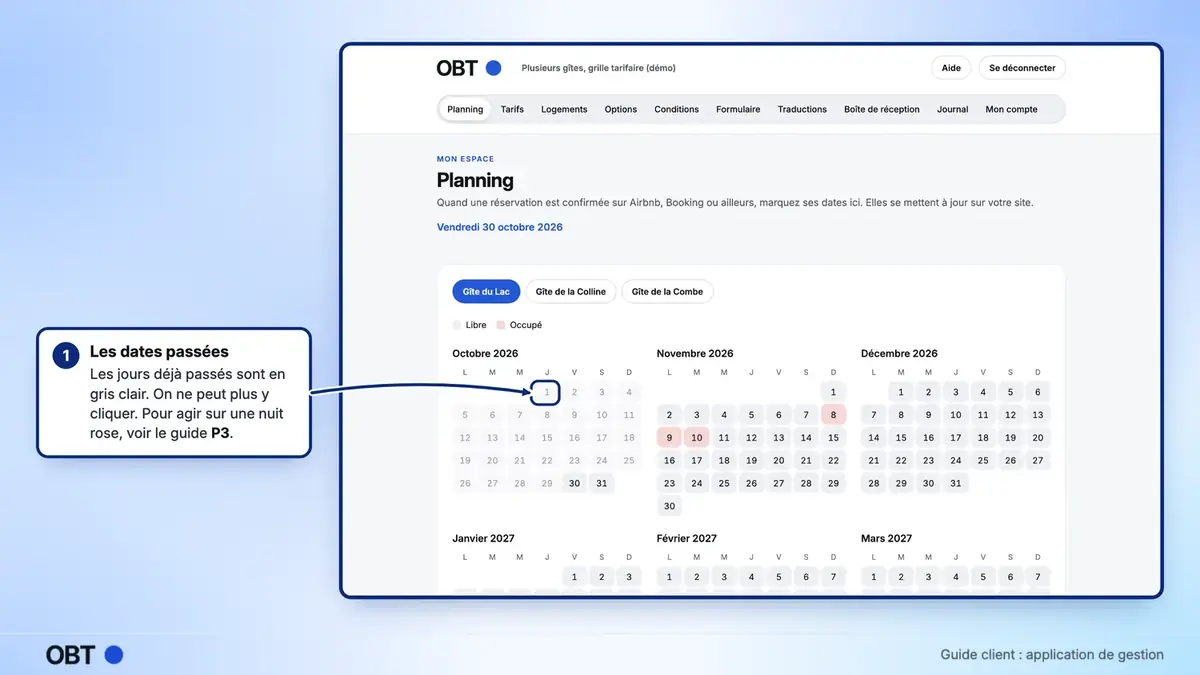 OBT
Plusieurs gîtes, grille tarifaire (démo)
Aide
Se déconnecter
Planning Tarifs Logements Options Conditions Formulaire Traductions Boîte de réception Journal Mon compte
MON ESPACE
Planning
Quand une réservation est confirmée sur Airbnb, Booking ou ailleurs, marquez ses dates ici. Elles se mettent à jour sur votre site.
Vendredi 30 octobre 2026
Gîte du Lac Gîte de la Colline Gîte de la Combe
Libre Occupé
1 Les dates passées
Les jours déjà passés sont en
gris clair. On ne peut plus y
cliquer. Pour agir sur une nuit
rose, voir le guide P3.
Octobre 2026
L M M J V S D
1 2 3 4
5 6 7 8 9 10 11
12 13 14 15 16 17 18
19 20 21 22 23 24 25
26 27 28 29 30 31
Novembre 2026
L M M J V S D
1
2 3 4 5 6 7 8
9 10 11 12 13 14 15
16 17 18 19 20 21 22
23 24 25 26 27 28 29
30
Décembre 2026
L M M J V S D
1 2 3 4 5 6
7 8 9 10 11 12 13
14 15 16 17 18 19 20
21 22 23 24 25 26 27
28 29 30 31
Janvier 2027
L M M J V S D
1 2 3
Février 2027
L M M J V S D
1 2 3 4 5 6 7
Mars 2027
L M M J V S D
1 2 3 4 5 6 7
OBT
Guide client : application de gestion